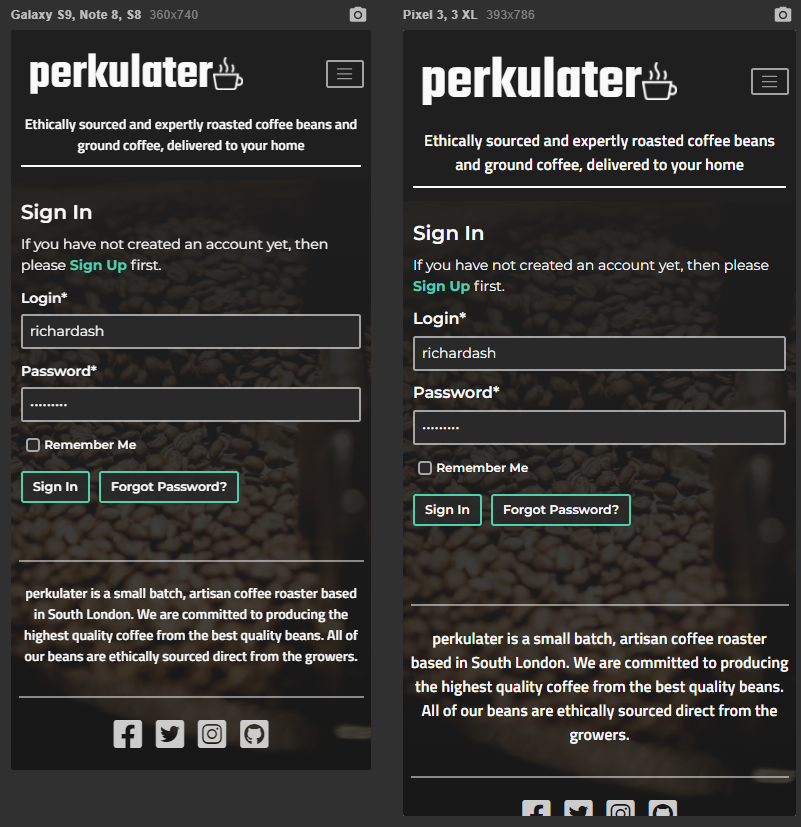 Galaxy S9, Note 8, S8 360x740
perkulater
Ethically sourced and expertly roasted coffee beans and
ground coffee, delivered to your home
Sign In
If you have not created an account yet, then
please Sign Up first.
Login*
richardash
Password*
•••••••••
Remember Me
Sign In
Forgot Password?
perkulater is a small batch, artisan coffee roaster based
in South London. We are committed to producing the
highest quality coffee from the best quality beans. All of
our beans are ethically sourced direct from the growers.
Pixel 3, 3 XL 393x786
perkulater
Ethically sourced and expertly roasted coffee beans
and ground coffee, delivered to your home
Sign In
If you have not created an account yet, then please
Sign Up first.
Login*
richardash
Password*
•••••••••
Remember Me
Sign In
Forgot Password?
perkulater is a small batch, artisan coffee roaster
based in South London. We are committed to producing
the highest quality coffee from the best quality beans.
All of our beans are ethically sourced direct from the
growers.